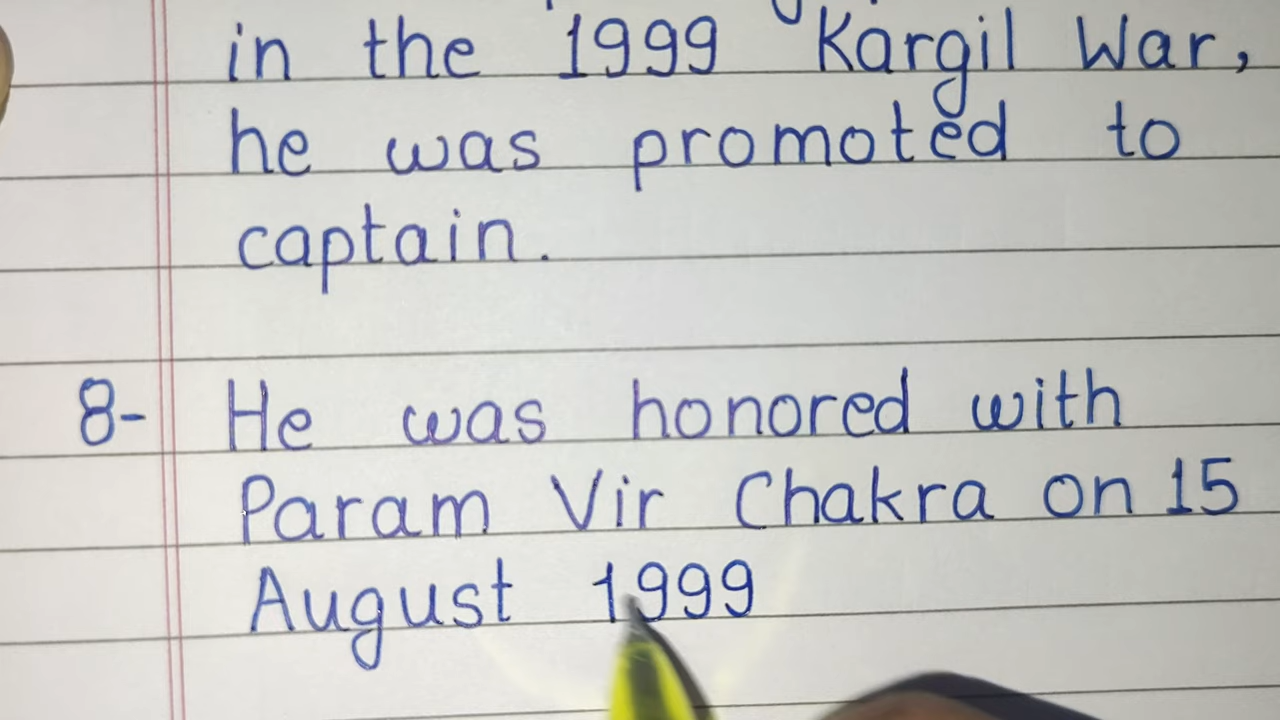 in the 1999 Kargil War,
he was promoted to
captain.
8- He was honored with
Param Vir Chakra on 15
August 1999